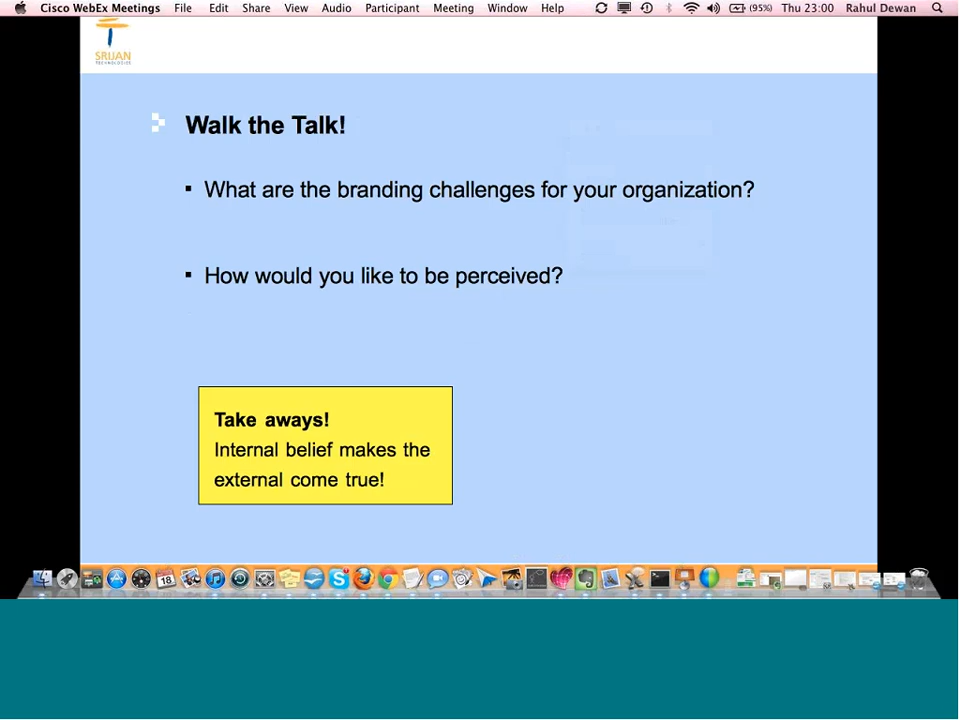 Cisco WebEx Meetings File Edit Share View Audio Participant Meeting Window Help (95%) Thu 23:00 Rahul Dewan
SRIJAN
TECHNOLOGIES
Walk the Talk!
▪ What are the branding challenges for your organization?
▪ How would you like to be perceived?
Take aways!
Internal belief makes the
external come true!
18